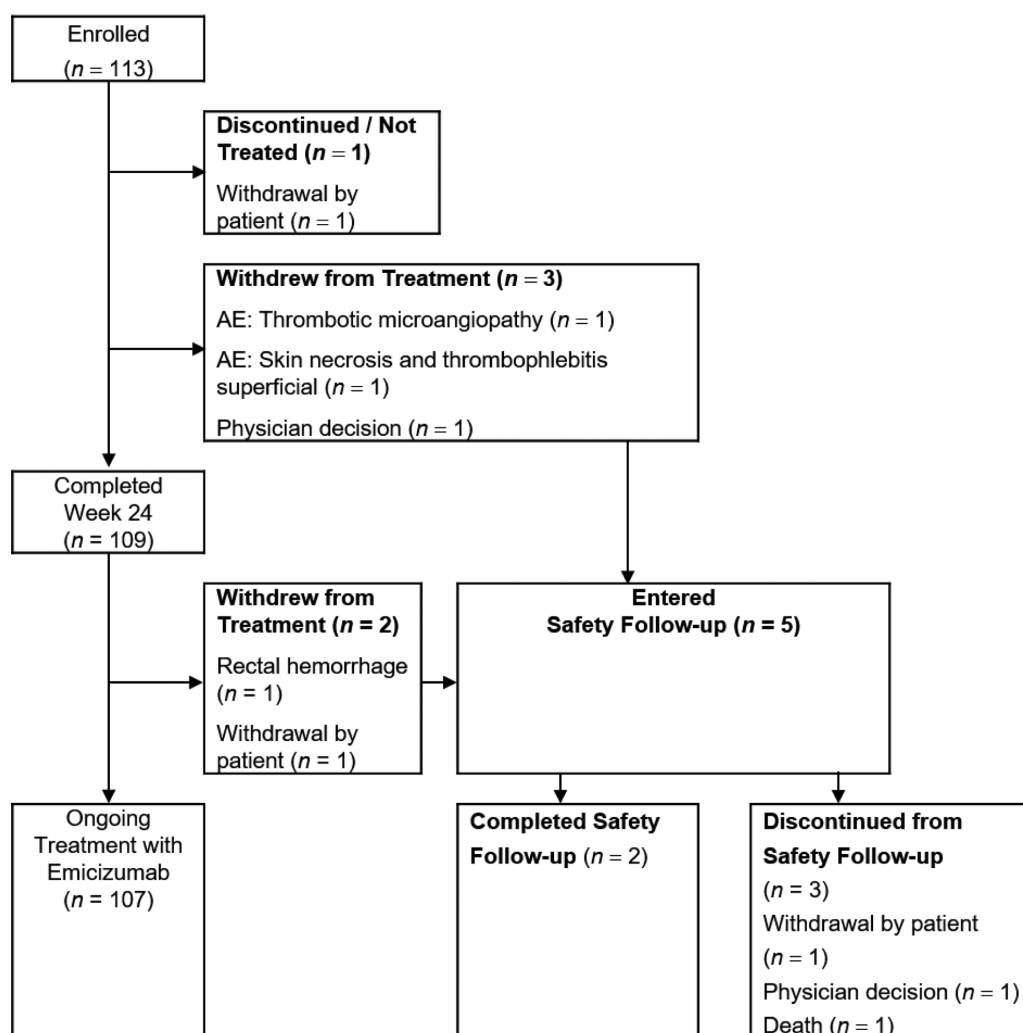 Enrolled
(n = 113)
Discontinued / Not
Treated (n = 1)
Withdrawal by
patient (n = 1)
Withdrew from Treatment (n = 3)
AE: Thrombotic microangiopathy (n = 1)
AE: Skin necrosis and thrombophlebitis
superficial (n = 1)
Physician decision (n = 1)
Completed
Week 24
(n = 109)
Withdrew from
Treatment (n = 2)
Rectal hemorrhage
(n = 1)
Withdrawal by
patient (n = 1)
Entered
Safety Follow-up (n = 5)
Ongoing
Treatment with
Emicizumab
(n = 107)
Completed Safety
Follow-up (n = 2)
Discontinued from
Safety Follow-up
(n = 3)
Withdrawal by patient
(n = 1)
Physician decision (n = 1)
Death (n = 1)